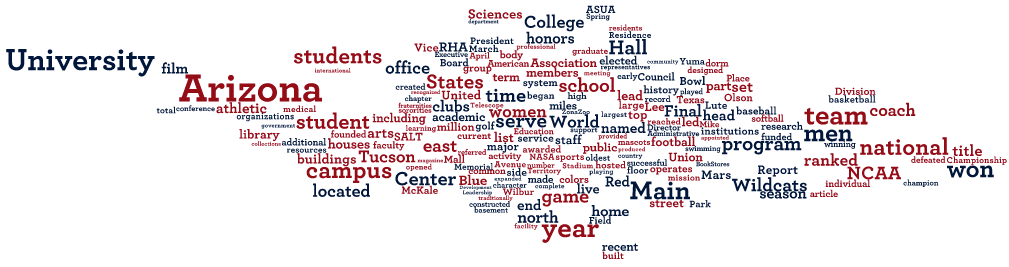 Sciences
department
ASUA
Spring
College
honors
residents
Residence
Hall
University
film
students
international
Vice
RHA
President
March
professional
Executive
April
body
Board
graduate
elected
representatives
community
Yuma
dorm
designed
office
group
Association
members
meeting
early
Council
Bowl
Place
Arizona
created
recognized
States
term
system
school
history
played
part
set
Olson
Division
basketball
chapter
United
time
began
high
lead
record
Texas
Lute
total
conference
athletic
medical
fraternities
sororities
clubs
Telescope
women
miles
ZonaZoo
large
Lee
Final
baseball
softball
team
coach
organizations
government
student
including
academic
million
golf
serve
World
largest
top
reached
led
head
Mike
library
collections
additional
founded
arts
SALT
learning
current
Education
support
named
Director
Administrative
appointed
institutions
research
funded
men
winning
resources
houses
faculty
east
list
service
staff
provided
mascots
football
swimming
program
national
title
buildings
Tucson
magazine
referred
major
awarded
public
produced
Union
BookStores
ranked
defeated
Championship
campus
opened
Mall
activity
NASA
sports
oldest
country
successful
Memorial
common
Avenue
number
Stadium
hosted
floor
operates
Report
NCAA
won
located
Center
Blue
side
Territory
playing
mission
Mars
Wildcats
individual
champion
McKale
Development
Leadership
expanded
character
made
colors
Red
Main
season
article
traditionally
Wilbur
complete
live
game
street
Park
constructed
basement
end
north
home
Field
facility
year
recent
built